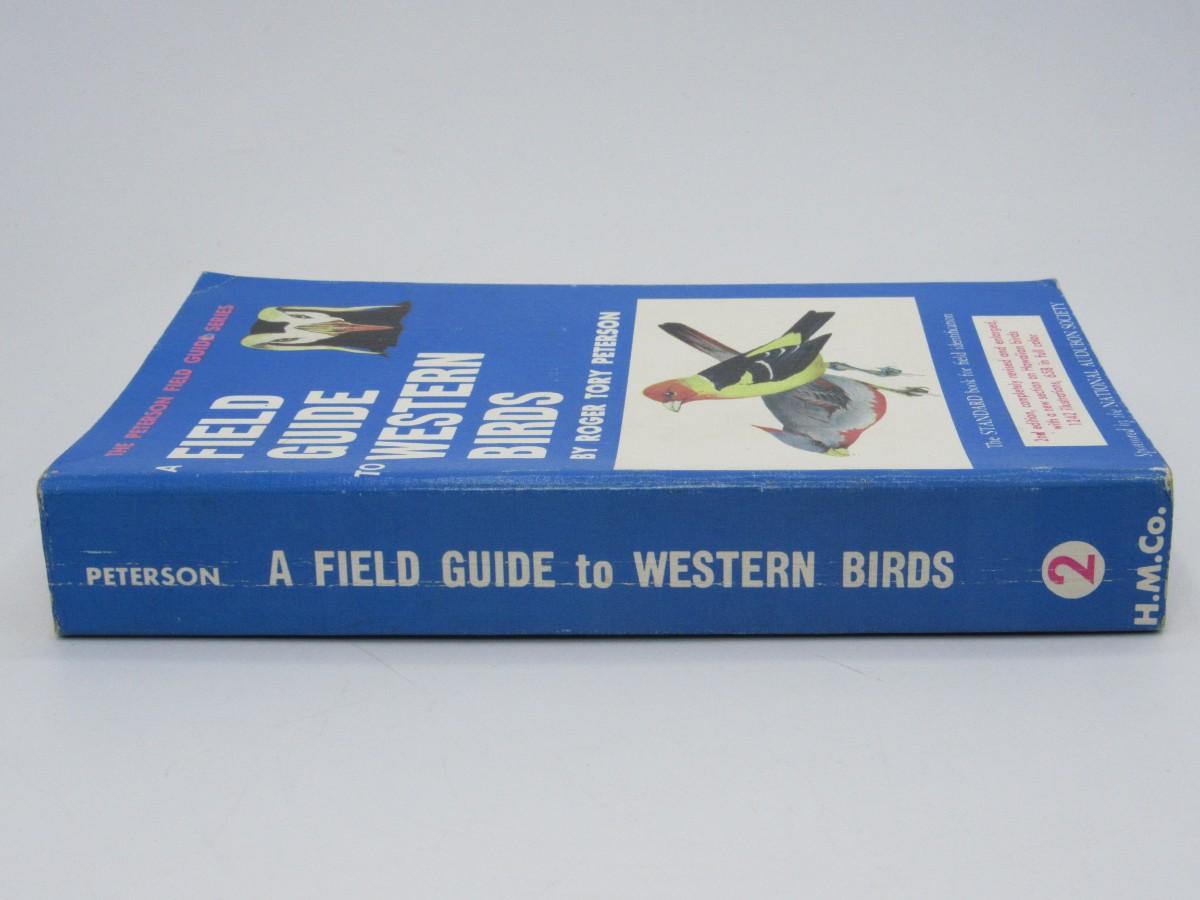 THE PETERSON FIELD GUIDE SERIES
A
FIELD
GUIDE
TO WESTERN
BIRDS
BY ROGER TORY PETERSON
The STANDARD book for field identification
2nd edition, completely revised and enlarged,
with a new section on Hawaiian birds
1242 illustrations, 658 in full color
Sponsored by the NATIONAL AUDUBON SOCIETY
PETERSON A FIELD GUIDE to WESTERN BIRDS 2 H.M.Co.